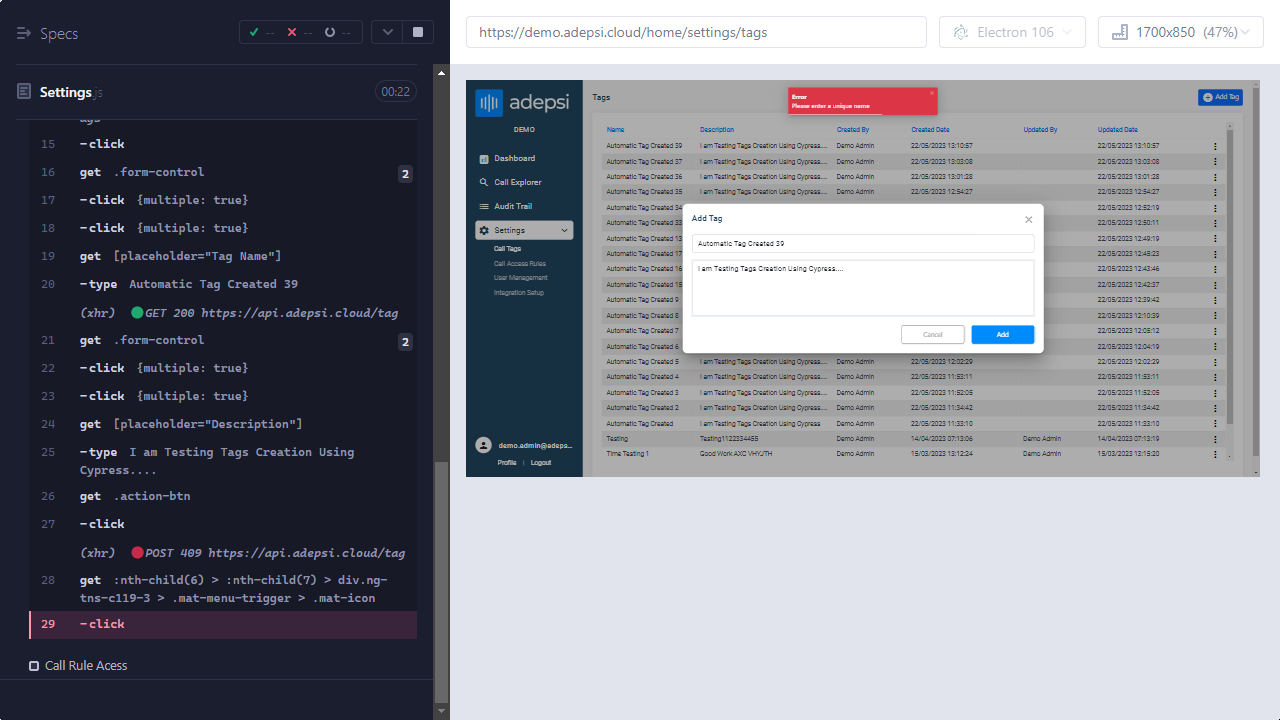 Specs
-- -- --
https://demo.adepsi.cloud/home/settings/tags
Electron 106
1700x850 (47%)
Settings.js
00:22
15 -click
16 get .form-control 2
17 -click {multiple: true}
18 -click {multiple: true}
19 get [placeholder="Tag Name"]
20 -type Automatic Tag Created 39
(xhr) GET 200 https://api.adepsi.cloud/tag
21 get .form-control 2
22 -click {multiple: true}
23 -click {multiple: true}
24 get [placeholder="Description"]
25 -type I am Testing Tags Creation Using
Cypress....
26 get .action-btn
27 -click
(xhr) POST 409 https://api.adepsi.cloud/tag
28 get :nth-child(6) > :nth-child(7) > div.ng-
tns-c119-3 > .mat-menu-trigger > .mat-icon
29 -click
Call Rule Acess
adepsi
DEMO
Dashboard
Call Explorer
Audit Trail
Settings
Call Tags
Call Access Rules
User Management
Integration Setup
demo.admin@adeps...
Profile | Logout
Tags
Error
Please enter a unique name
Add Tag
Name Description Created By Created Date Updated By Updated Date
Automatic Tag Created 39 I am Testing Tags Creation Using Cypress.... Demo Admin 22/05/2023 13:10:57 22/05/2023 13:10:57
Automatic Tag Created 37 I am Testing Tags Creation Using Cypress.... Demo Admin 22/05/2023 13:03:08 22/05/2023 13:03:08
Automatic Tag Created 36 I am Testing Tags Creation Using Cypress.... Demo Admin 22/05/2023 13:01:28 22/05/2023 13:01:28
Automatic Tag Created 35 I am Testing Tags Creation Using Cypress.... Demo Admin 22/05/2023 12:54:27 22/05/2023 12:54:27
Automatic Tag Created 34 22/05/2023 12:52:19
Automatic Tag Created 33 22/05/2023 12:50:11
Automatic Tag Created 13 22/05/2023 12:49:19
Automatic Tag Created 17 22/05/2023 12:48:23
Automatic Tag Created 16 22/05/2023 12:43:46
Automatic Tag Created 15 22/05/2023 12:42:37
Automatic Tag Created 9 22/05/2023 12:39:42
Automatic Tag Created 8 22/05/2023 12:10:39
Automatic Tag Created 7 22/05/2023 12:05:12
Automatic Tag Created 6 22/05/2023 12:04:19
Automatic Tag Created 5 I am Testing Tags Creation Using Cypress.... Demo Admin 22/05/2023 12:02:29 22/05/2023 12:02:29
Automatic Tag Created 4 I am Testing Tags Creation Using Cypress.... Demo Admin 22/05/2023 11:53:11 22/05/2023 11:53:11
Automatic Tag Created 3 I am Testing Tags Creation Using Cypress.... Demo Admin 22/05/2023 11:52:05 22/05/2023 11:52:05
Automatic Tag Created 2 I am Testing Tags Creation Using Cypress.... Demo Admin 22/05/2023 11:34:42 22/05/2023 11:34:42
Automatic Tag Created I am Testing Tags Creation Using Cypress Demo Admin 22/05/2023 11:33:10 22/05/2023 11:33:10
Testing Testing1122334455 Demo Admin 14/04/2023 07:13:06 Demo Admin 14/04/2023 07:13:19
Time Testing 1 Good Work AXC VHYJTH Demo Admin 15/03/2023 13:12:24 Demo Admin 15/03/2023 13:15:20
Add Tag
Automatic Tag Created 39
I am Testing Tags Creation Using Cypress....
Cancel Add